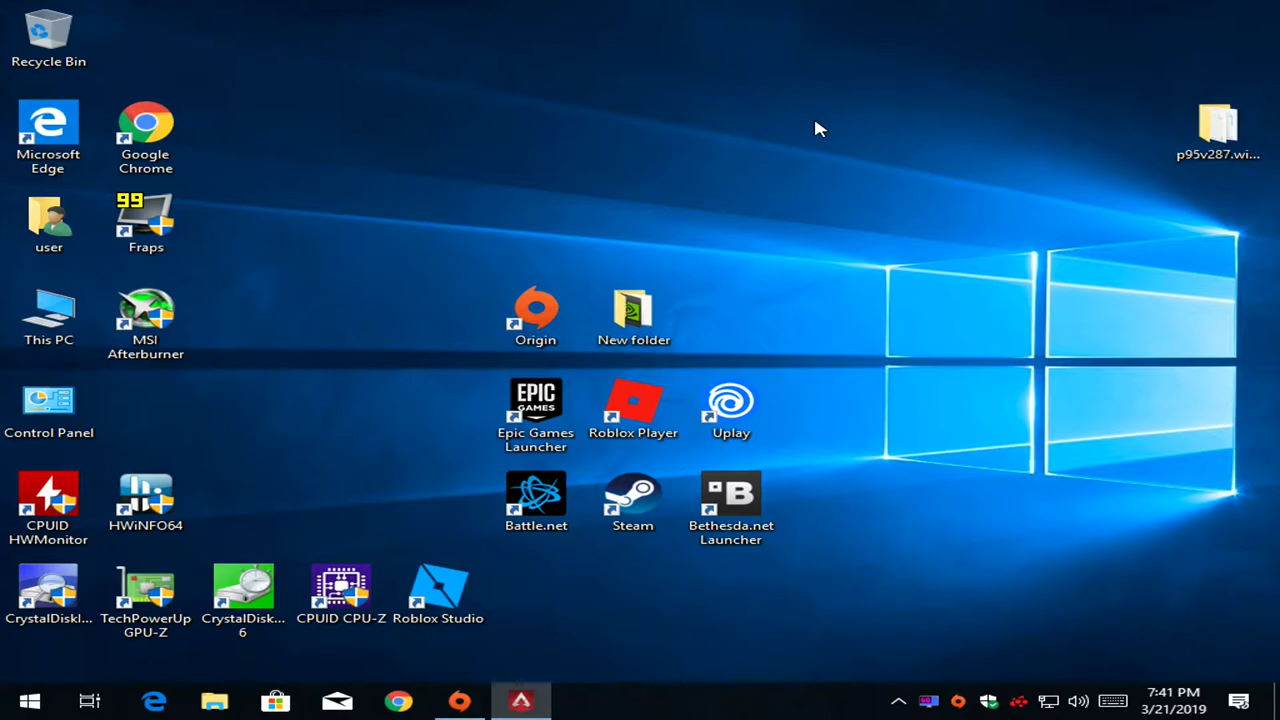 Recycle Bin
Microsoft
Edge
Google
Chrome
p95v287.wi...
99
user
Fraps
This PC
MSI
Afterburner
Origin
New folder
Control Panel
EPIC
GAMES
Epic Games
Launcher
Roblox Player
Uplay
CPUID
HWMonitor
HWiNFO64
Battle.net
Steam
B
Bethesda.net
Launcher
CrystalDiskI...
TechPowerUp
GPU-Z
CrystalDisk...
6
CPUID CPU-Z
Roblox Studio
7:41 PM
3/21/2019